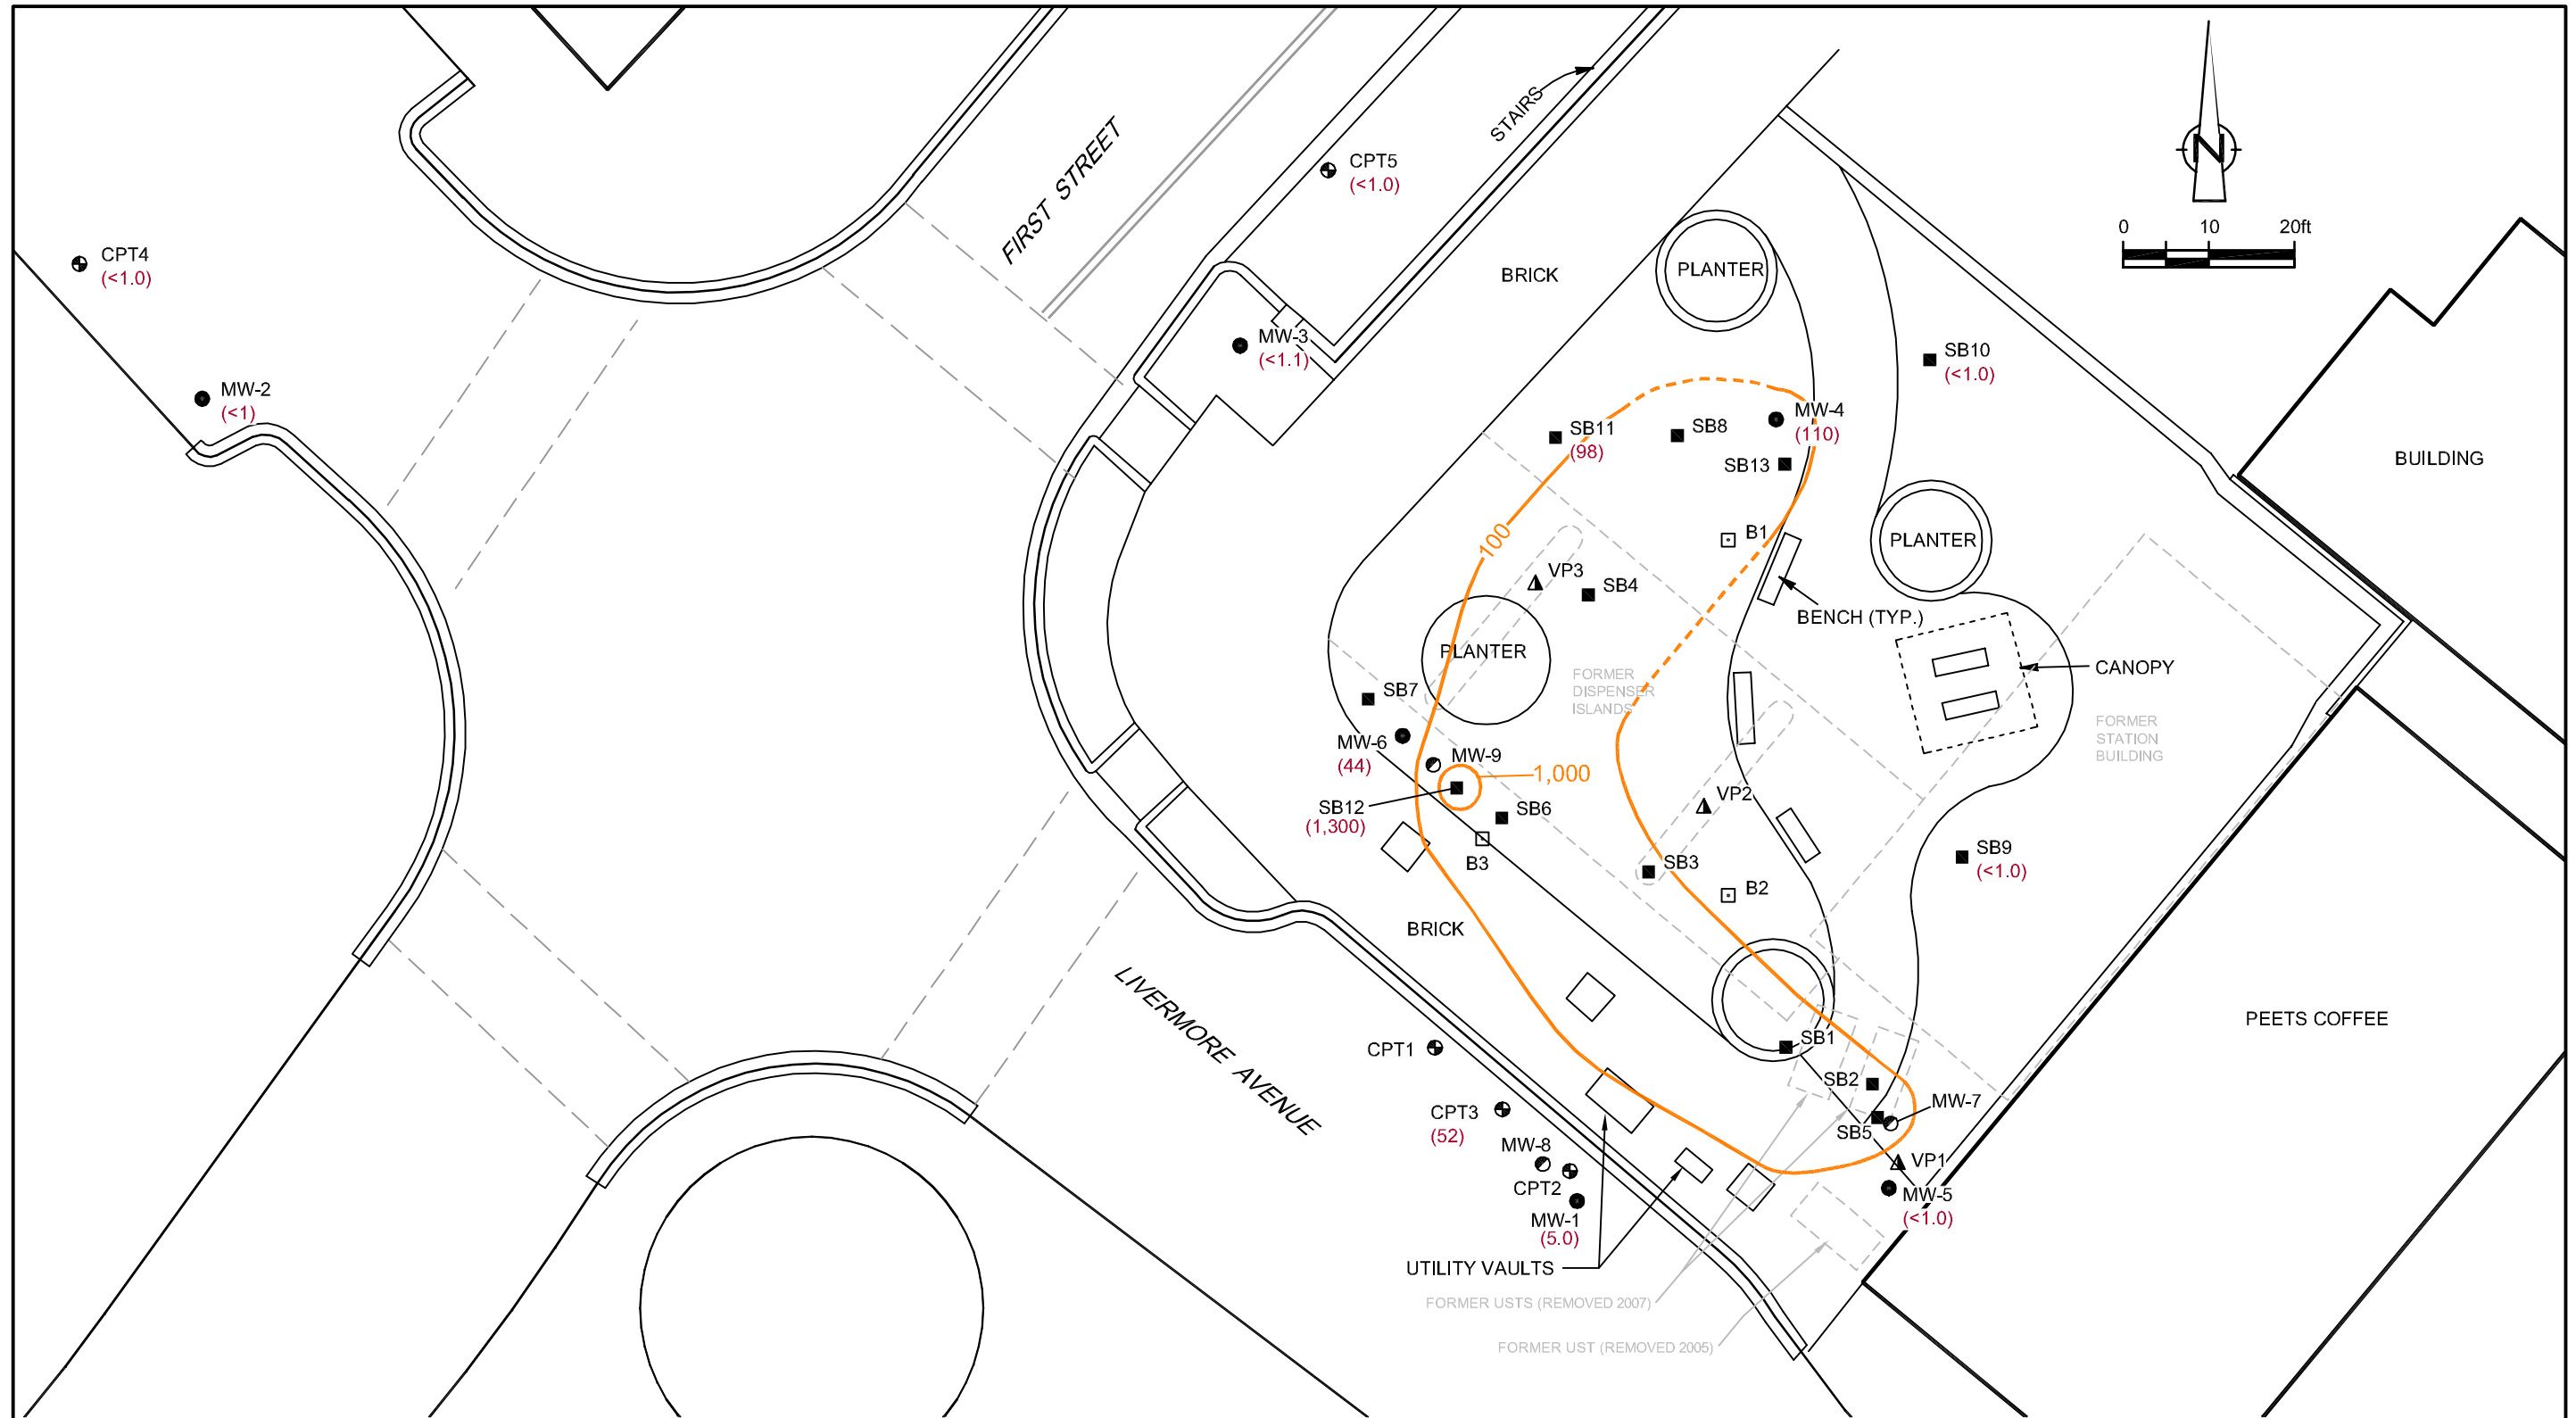 CPT4
(<1.0)
MW-2
(<1)
FIRST STREET
CPT5
(<1.0)
STAIRS
MW-3
(<1.1)
BRICK
PLANTER
N
0 10 20ft
SB10
(<1.0)
BUILDING
SB11
(98)
SB8
MW-4
(110)
SB13
100
B1
PLANTER
VP3
SB4
BENCH (TYP.)
PLANTER
FORMER
DISPENSER
ISLANDS
CANOPY
FORMER
STATION
BUILDING
SB7
MW-6
(44)
MW-9
1,000
SB12
(1,300)
SB6
B3
VP2
SB3
B2
SB9
(<1.0)
BRICK
LIVERMORE AVENUE
PEETS COFFEE
CPT1
SB1
SB2
CPT3
(52)
MW-7
SB5
MW-8
CPT2
VP1
MW-5
(<1.0)
MW-1
(5.0)
UTILITY VAULTS
FORMER USTS (REMOVED 2007)
FORMER UST (REMOVED 2005)